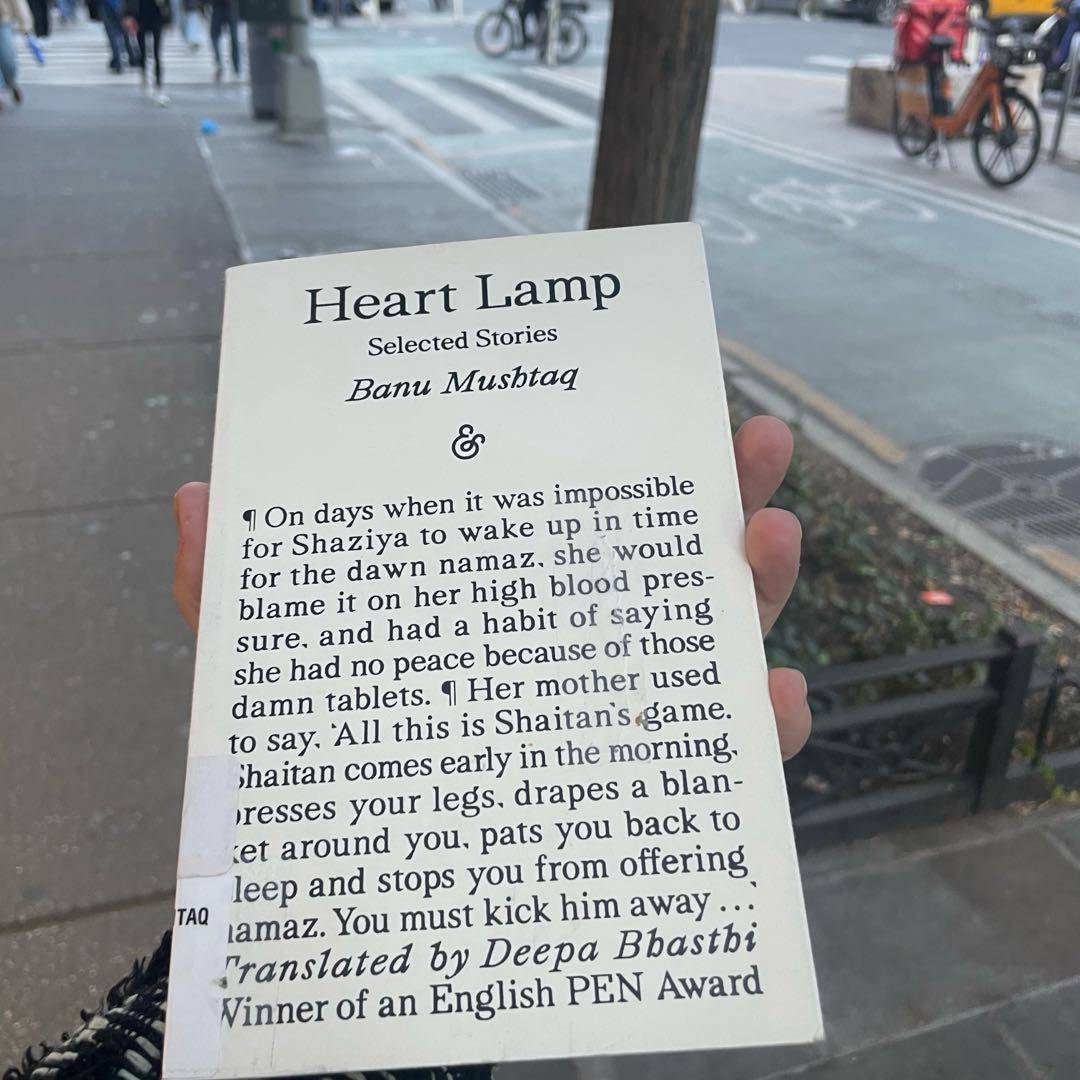 Heart Lamp
Selected Stories
Banu Mushtaq
&
¶ On days when it was impossible
for Shaziya to wake up in time
for the dawn namaz, she would
blame it on her high blood pres-
sure, and had a habit of saying
she had no peace because of those
damn tablets. ¶ Her mother used
to say, ‘All this is Shaitan’s game.
Shaitan comes early in the morning,
presses your legs, drapes a blan-
ket around you, pats you back to
sleep and stops you from offering
namaz. You must kick him away ...’
TAQ
Translated by Deepa Bhasthi
Winner of an English PEN Award